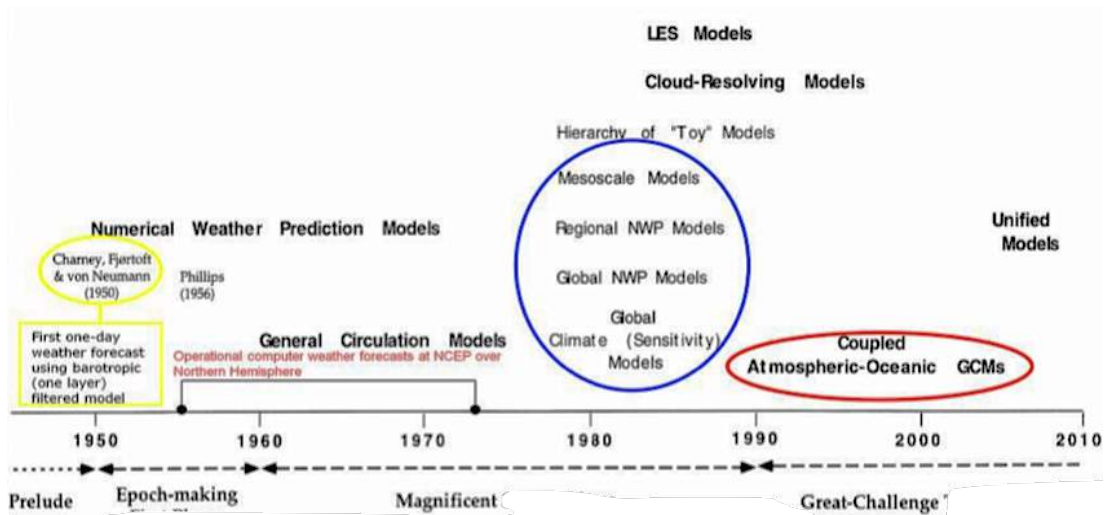 LES Models
Cloud-Resolving Models
Hierarchy of "Toy" Models
Mesoscale Models
Numerical Weather Prediction Models
Regional NWP Models
Unified
Models
Charney, Fjørtoft
& von Neumann
(1950)
Phillips
(1956)
Global NWP Models
First one-day
weather forecast
using barotropic
(one layer)
filtered model
General Circulation Models
Operational computer weather forecasts at NCEP over
Northern Hemisphere
Global
Climate (Sensitivity)
Models
Coupled
Atmospheric-Oceanic GCMs
1950 1960 1970 1980 1990 2000 2010
Prelude Epoch-making Magnificent Great-Challenge